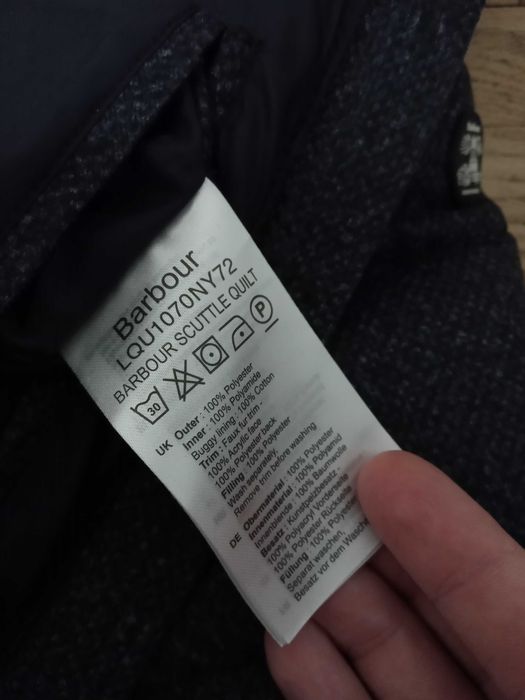 Barbour
LQU1070NY72
BARBOUR SCUTTLE QUILT
30
P
UK Outer : 100% Polyester
Inner : 100% Polyamide
Buggy lining : 100% Cotton
Trim - Faux fur trim -
100% Acrylic face
100% Polyester back
Filling : 100% Polyester
Wash separately.
Remove trim before washing
DE Obermaterial : 100% Polyester
Innenmaterial : 100% Polyamid
Innenblende : 100% Baumwolle
Besatz : Kunstpelzbesatz -
100% Polyacryl Vorderseite
100% Polyester Rückseite
Füllung : 100% Polyester
Separat waschen.
Besatz vor dem Waschen